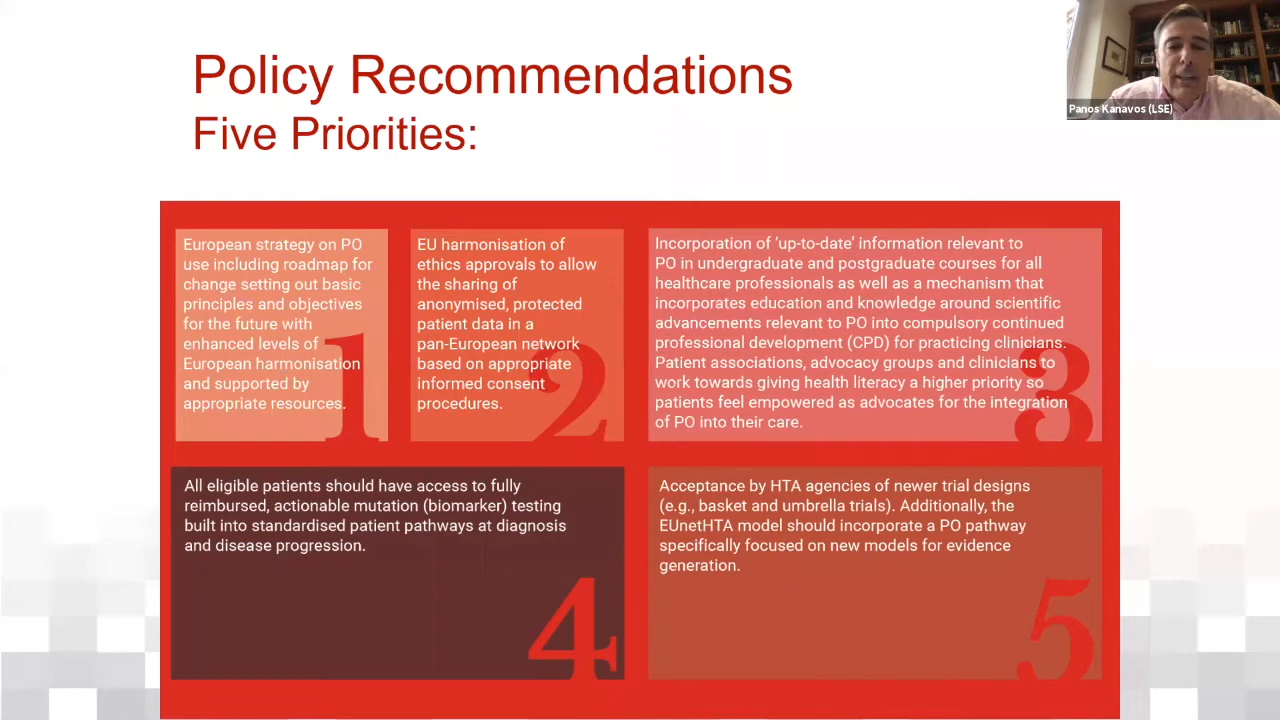 Policy Recommendations
Five Priorities:
Panos Kanavos (LSE)
European strategy on PO
use including roadmap for
change setting out basic
principles and objectives
for the future with
enhanced levels of
European harmonisation
and supported by
appropriate resources.
1
EU harmonisation of
ethics approvals to allow
the sharing of
anonymised, protected
patient data in a
pan-European network
based on appropriate
informed consent
procedures.
2
Incorporation of ‘up-to-date’ information relevant to
PO in undergraduate and postgraduate courses for all
healthcare professionals as well as a mechanism that
incorporates education and knowledge around scientific
advancements relevant to PO into compulsory continued
professional development (CPD) for practicing clinicians.
Patient associations, advocacy groups and clinicians to
work towards giving health literacy a higher priority so
patients feel empowered as advocates for the integration
of PO into their care.
3
All eligible patients should have access to fully
reimbursed, actionable mutation (biomarker) testing
built into standardised patient pathways at diagnosis
and disease progression.
4
Acceptance by HTA agencies of newer trial designs
(e.g., basket and umbrella trials). Additionally, the
EUnetHTA model should incorporate a PO pathway
specifically focused on new models for evidence
generation.
5